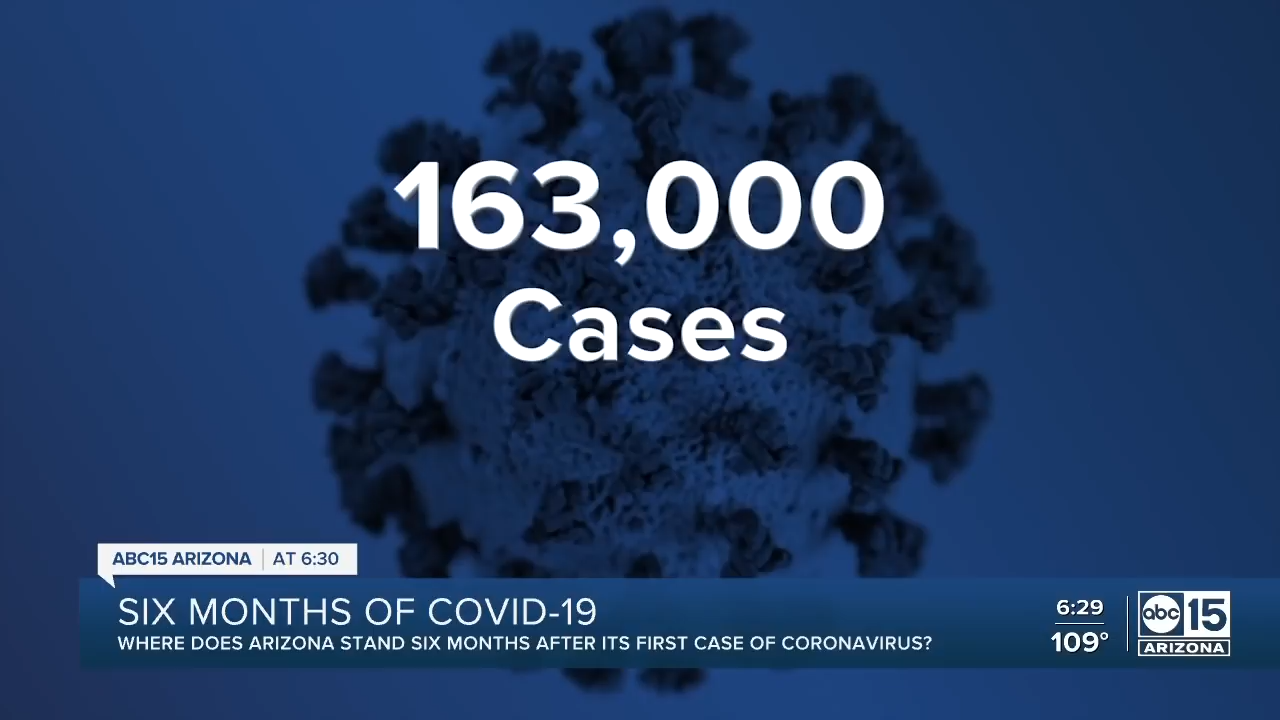 163,000
Cases
ABC15 ARIZONA | AT 6:30
SIX MONTHS OF COVID-19
WHERE DOES ARIZONA STAND SIX MONTHS AFTER ITS FIRST CASE OF CORONAVIRUS?
6:29
109°
abc 15
ARIZONA